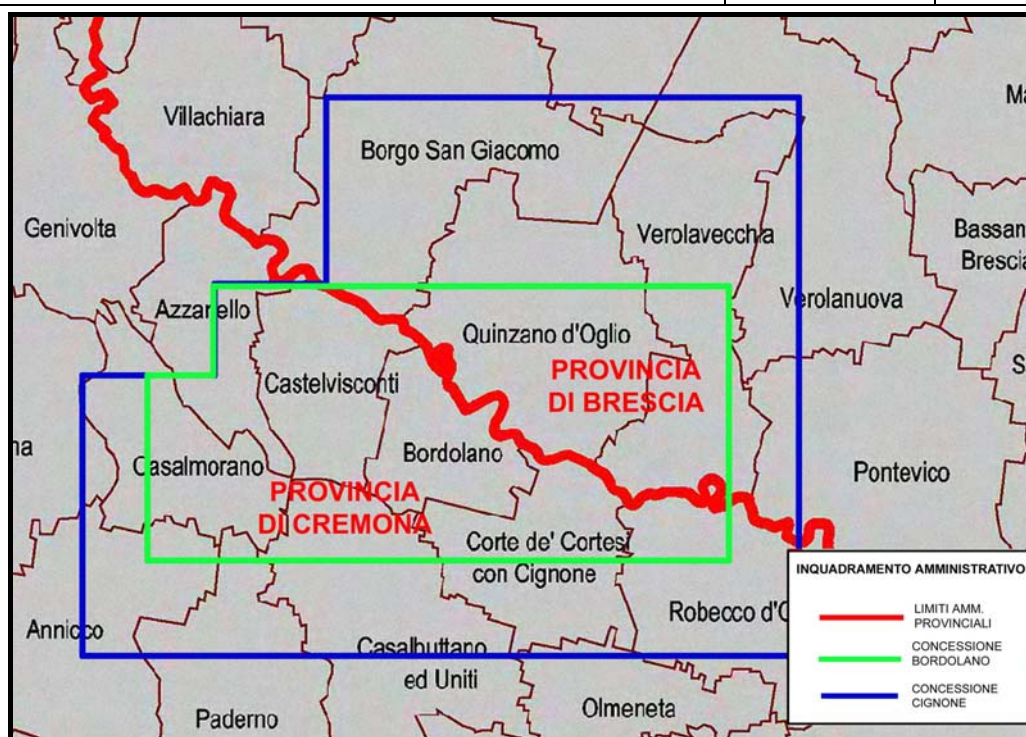 Villachiara
Borgo San Giacomo
Genivolta
Verolavecchia
Azzanello
Verolanuova
Quinzano d'Oglio
PROVINCIA
DI BRESCIA
Castelvisconti
Casalmorano
Bordolano
Pontevico
PROVINCIA
DI CREMONA
Corte de' Cortesi
con Cignone
Annicco
Robecco
Casalbuttano
ed Uniti
Olmeneta
Paderno
INQUADRAMENTO AMMINISTRATIVO
LIMITI AMM.
PROVINCIALI
CONCESSIONE
BORDOLANO
CONCESSIONE
CIGNONE